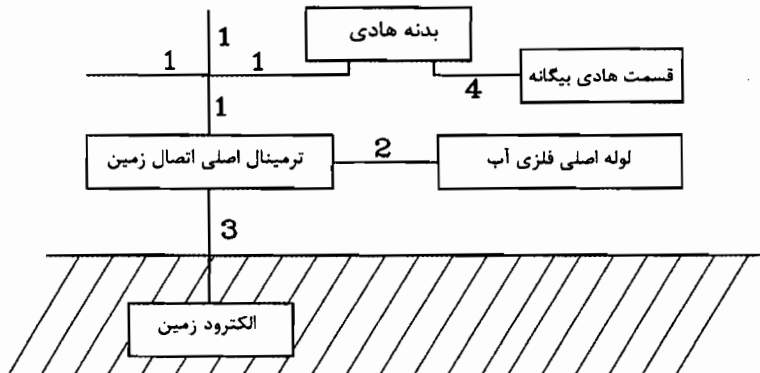 1
بدنه هادی
1
1
4
قسمت هادی بیگانه
1
ترمینال اصلی اتصال زمین
2
لوله اصلی فلزی آب
3
الکترود زمین